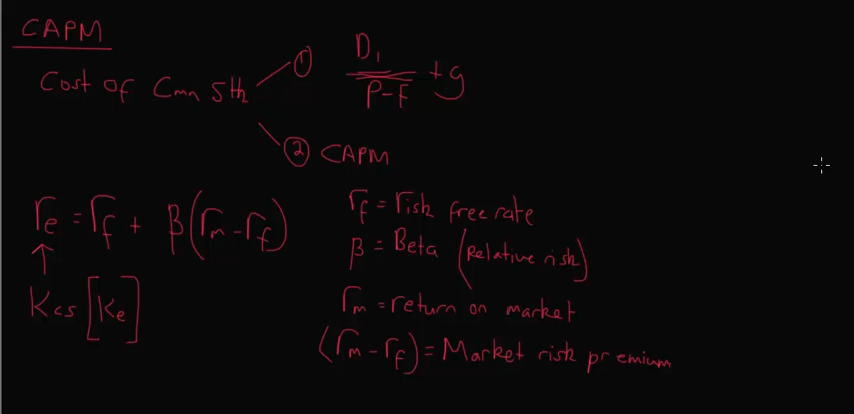 CAPM
Cost of Cmn Stk
① D₁ / P-F + g
② CAPM
re = rf + β(rm - rf)
Kcs [Ke]
rf = risk free rate
β = Beta (Relative risk)
rm = return on market
(rm - rf) = Market risk premium